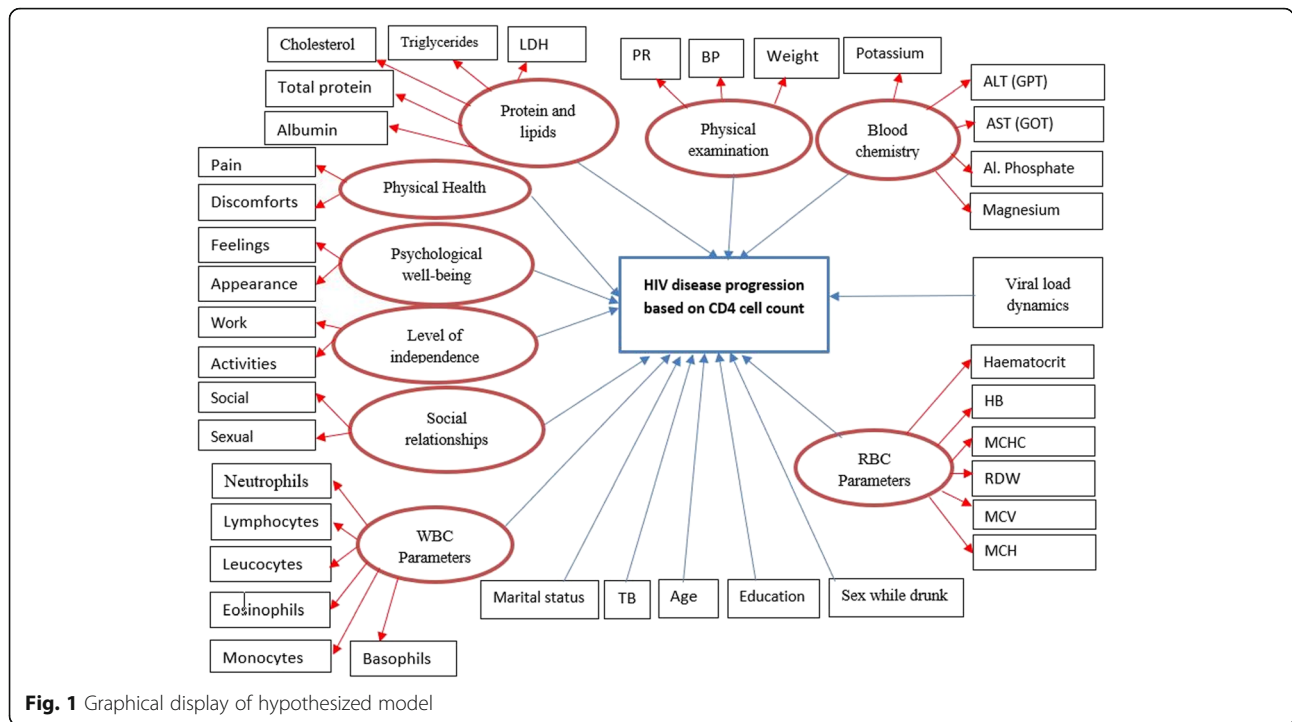 Cholesterol
Triglycerides
LDH
Total protein
Albumin
Protein and
lipids
PR
BP
Weight
Physical
examination
Potassium
Blood
chemistry
ALT (GPT)
AST (GOT)
Al. Phosphate
Magnesium
Pain
Discomforts
Physical Health
Feelings
Appearance
Psychological
well-being
Work
Activities
Level of
independence
Social
Sexual
Social
relationships
HIV disease progression
based on CD4 cell count
Viral load
dynamics
Neutrophils
Lymphocytes
Leucocytes
Eosinophils
Monocytes
Basophils
WBC
Parameters
Marital status
TB
Age
Education
Sex while drunk
RBC
Parameters
Haematocrit
HB
MCHC
RDW
MCV
MCH
Fig. 1 Graphical display of hypothesized model